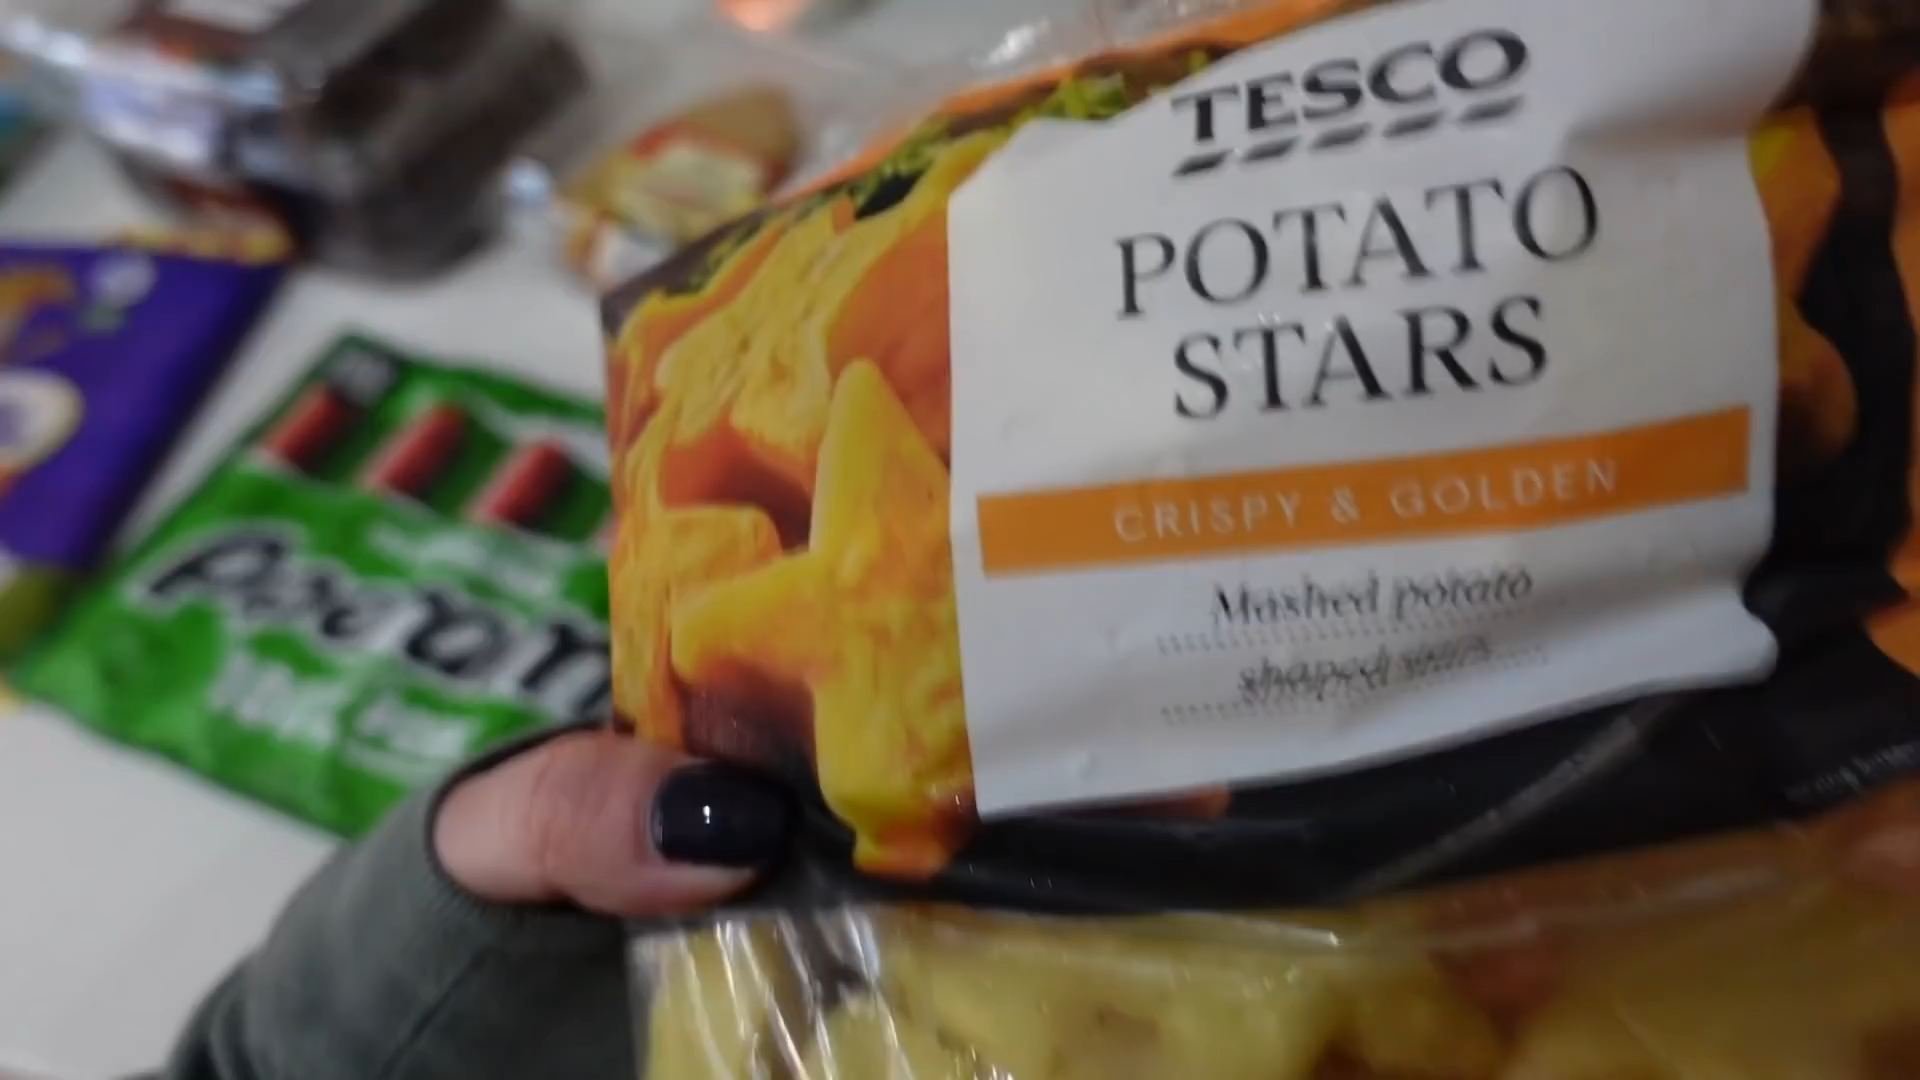 TESCO
POTATO
STARS
CRISPY & GOLDEN
Mashed potato
shaped stars